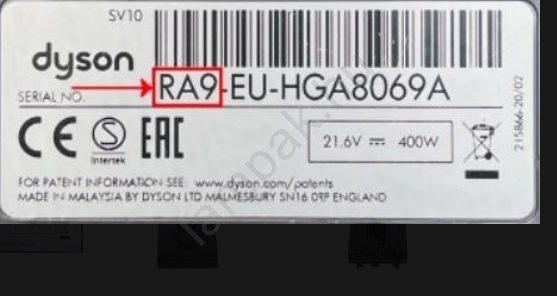 SV10
dyson
SERIAL NO.
RA9-EU-HGA8069A
CE
S
Intertek
EAC
21.6V ⎓ 400W
215866-20/02
FOR PATENT INFORMATION SEE: www.dyson.com/patents
MADE IN MALAYSIA BY DYSON LTD MALMESBURY SN16 0RP ENGLAND